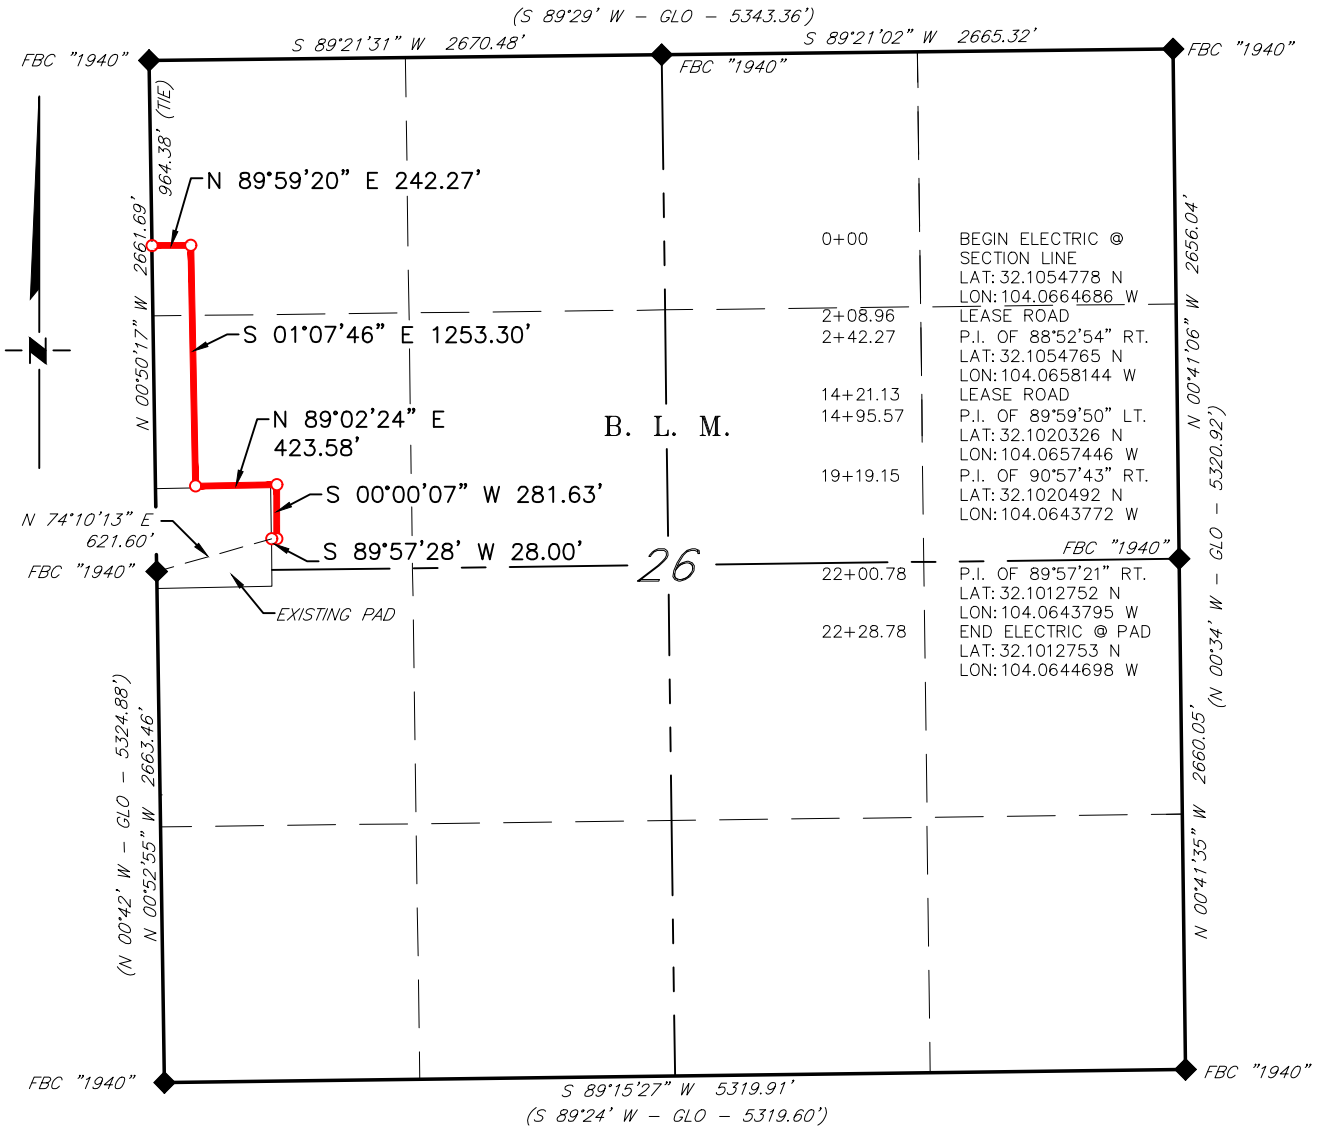 (S 89°29' W – GLO – 5343.36')
S 89°21'31" W 2670.48'
S 89°21'02" W 2665.32'
FBC "1940"
FBC "1940"
FBC "1940"
964.38' (TIE)
N 89°59'20" E 242.27'
N 00°50'17" W 2661.69'
N 00°41'06" W 2656.04'
0+00 BEGIN ELECTRIC @
SECTION LINE
LAT: 32.1054778 N
LON: 104.0664686 W
2+08.96 LEASE ROAD
2+42.27 P.I. OF 88°52'54" RT.
LAT: 32.1054765 N
LON: 104.0658144 W
14+21.13 LEASE ROAD
14+95.57 P.I. OF 89°59'50" LT.
LAT: 32.1020326 N
LON: 104.0657446 W
19+19.15 P.I. OF 90°57'43" RT.
LAT: 32.1020492 N
LON: 104.0643772 W
22+00.78 P.I. OF 89°57'21" RT.
LAT: 32.1012752 N
LON: 104.0643795 W
22+28.78 END ELECTRIC @ PAD
LAT: 32.1012753 N
LON: 104.0644698 W
N
S 01°07'46" E 1253.30'
N 89°02'24" E
423.58'
B. L. M.
S 00°00'07" W 281.63'
N 74°10'13" E
621.60'
S 89°57'28' W 28.00'
FBC "1940"
FBC "1940"
26
EXISTING PAD
(N 00°34' W – GLO – 5320.92')
(N 00°42' W – GLO – 5324.88')
N 00°52'55" W 2663.46'
N 00°41'35" W 2660.05'
FBC "1940"
FBC "1940"
S 89°15'27" W 5319.91'
(S 89°24' W – GLO – 5319.60')